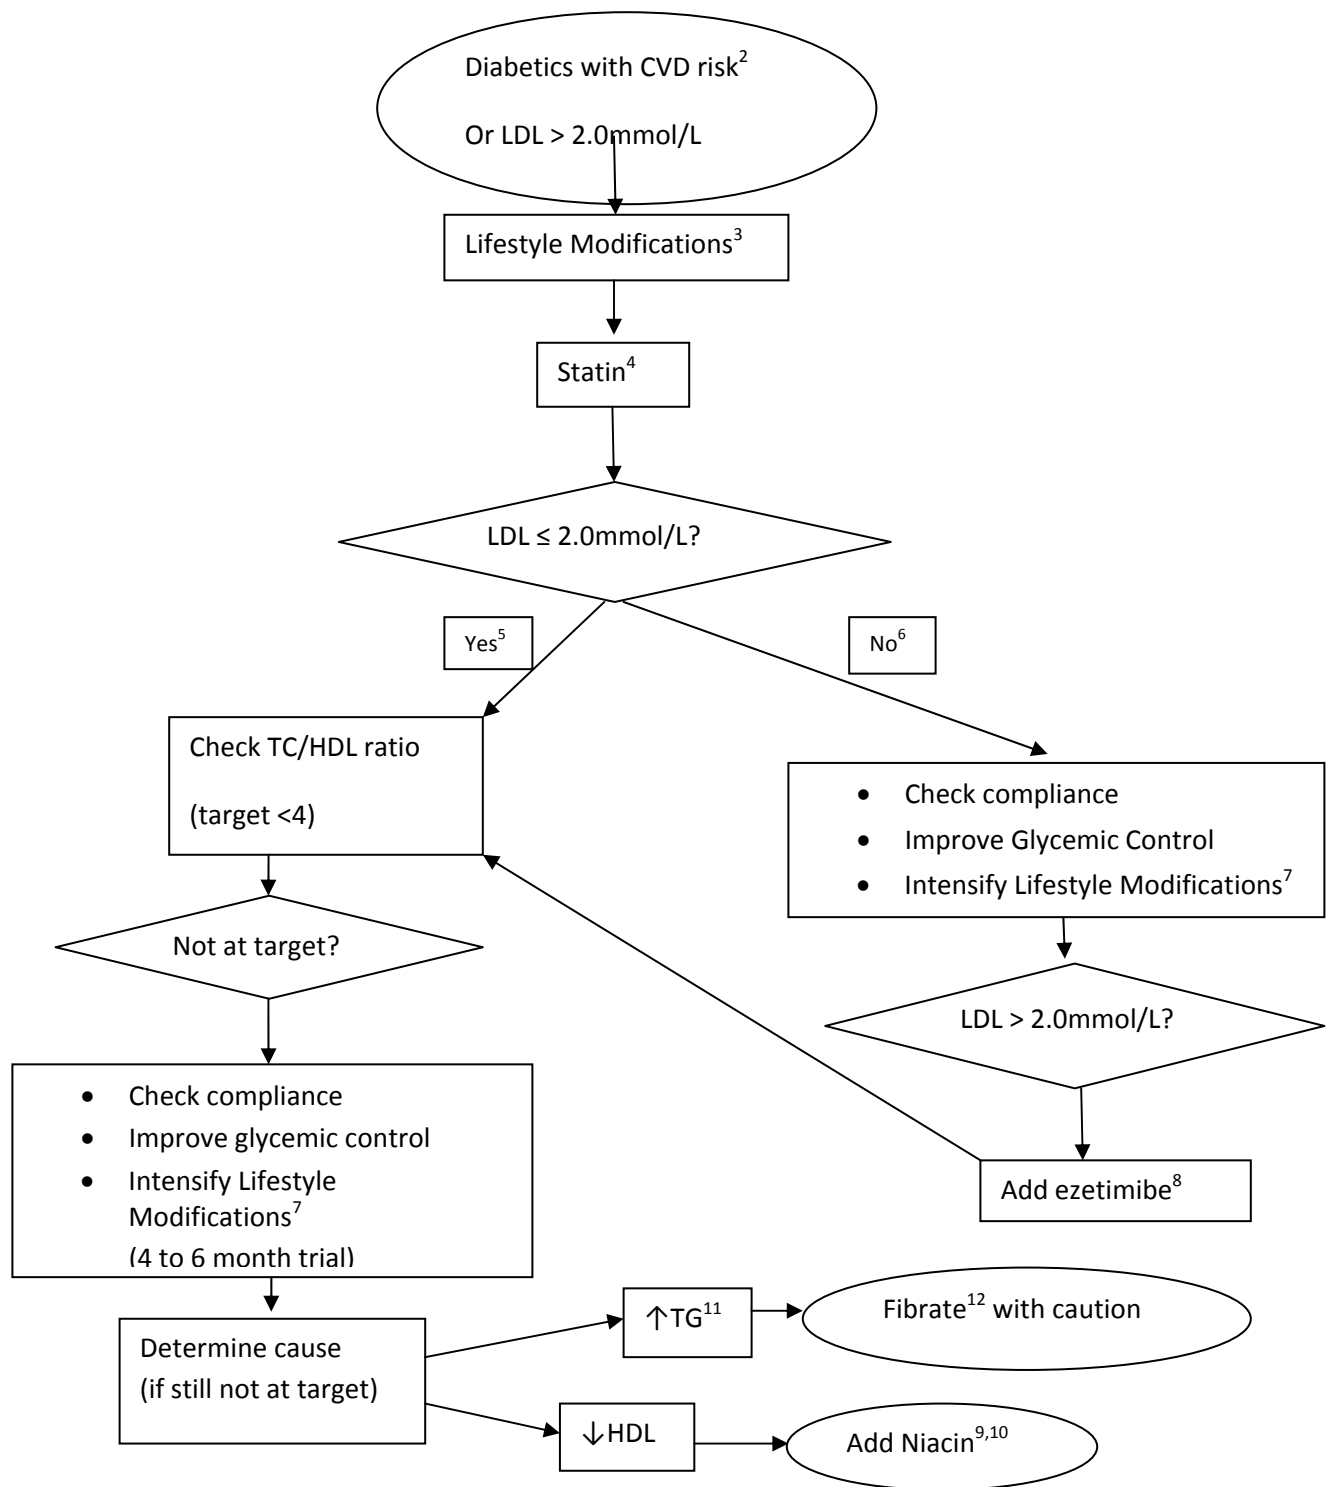 Diabetics with CVD risk²
Or LDL > 2.0mmol/L
Lifestyle Modifications³
Statin⁴
LDL ≤ 2.0mmol/L?
Yes⁵
No⁶
Check TC/HDL ratio
(target <4)
• Check compliance
• Improve Glycemic Control
• Intensify Lifestyle Modifications⁷
Not at target?
LDL > 2.0mmol/L?
• Check compliance
• Improve glycemic control
• Intensify Lifestyle
Modifications⁷
(4 to 6 month trial)
Add ezetimibe⁸
Determine cause
(if still not at target)
↑TG¹¹
Fibrate¹² with caution
↓HDL
Add Niacin⁹,¹⁰